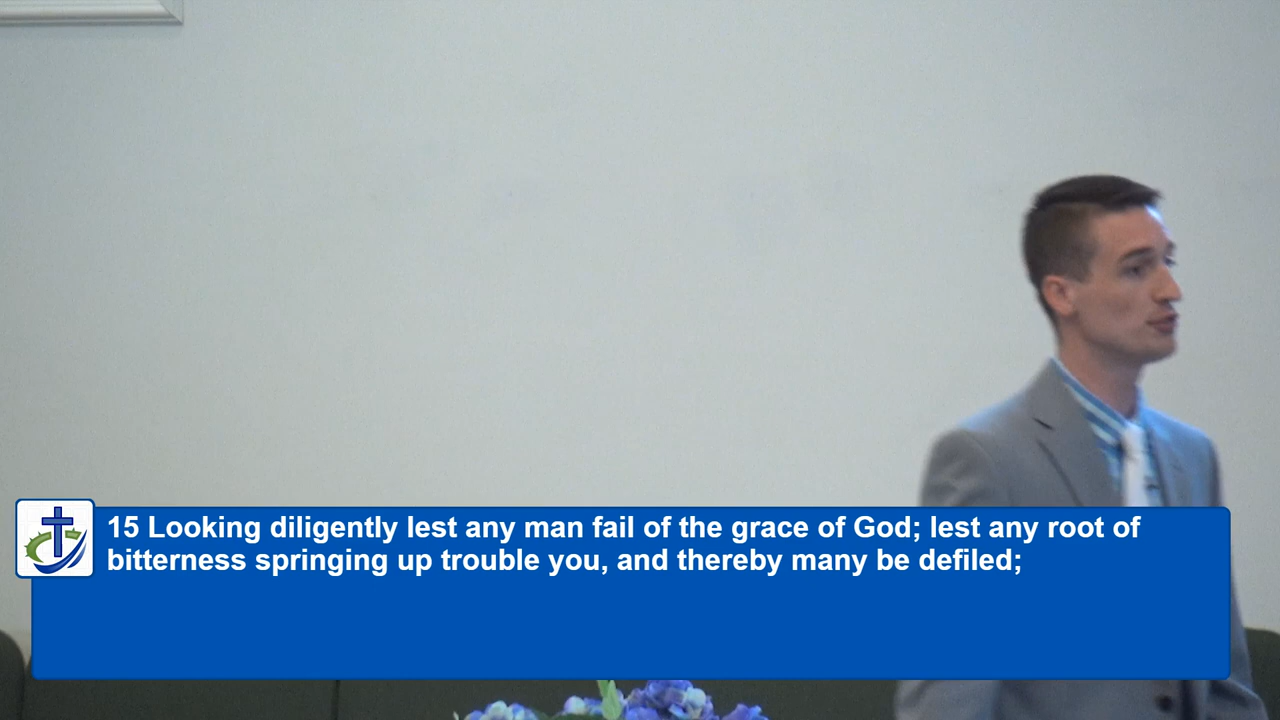 15 Looking diligently lest any man fail of the grace of God; lest any root of
bitterness springing up trouble you, and thereby many be defiled;